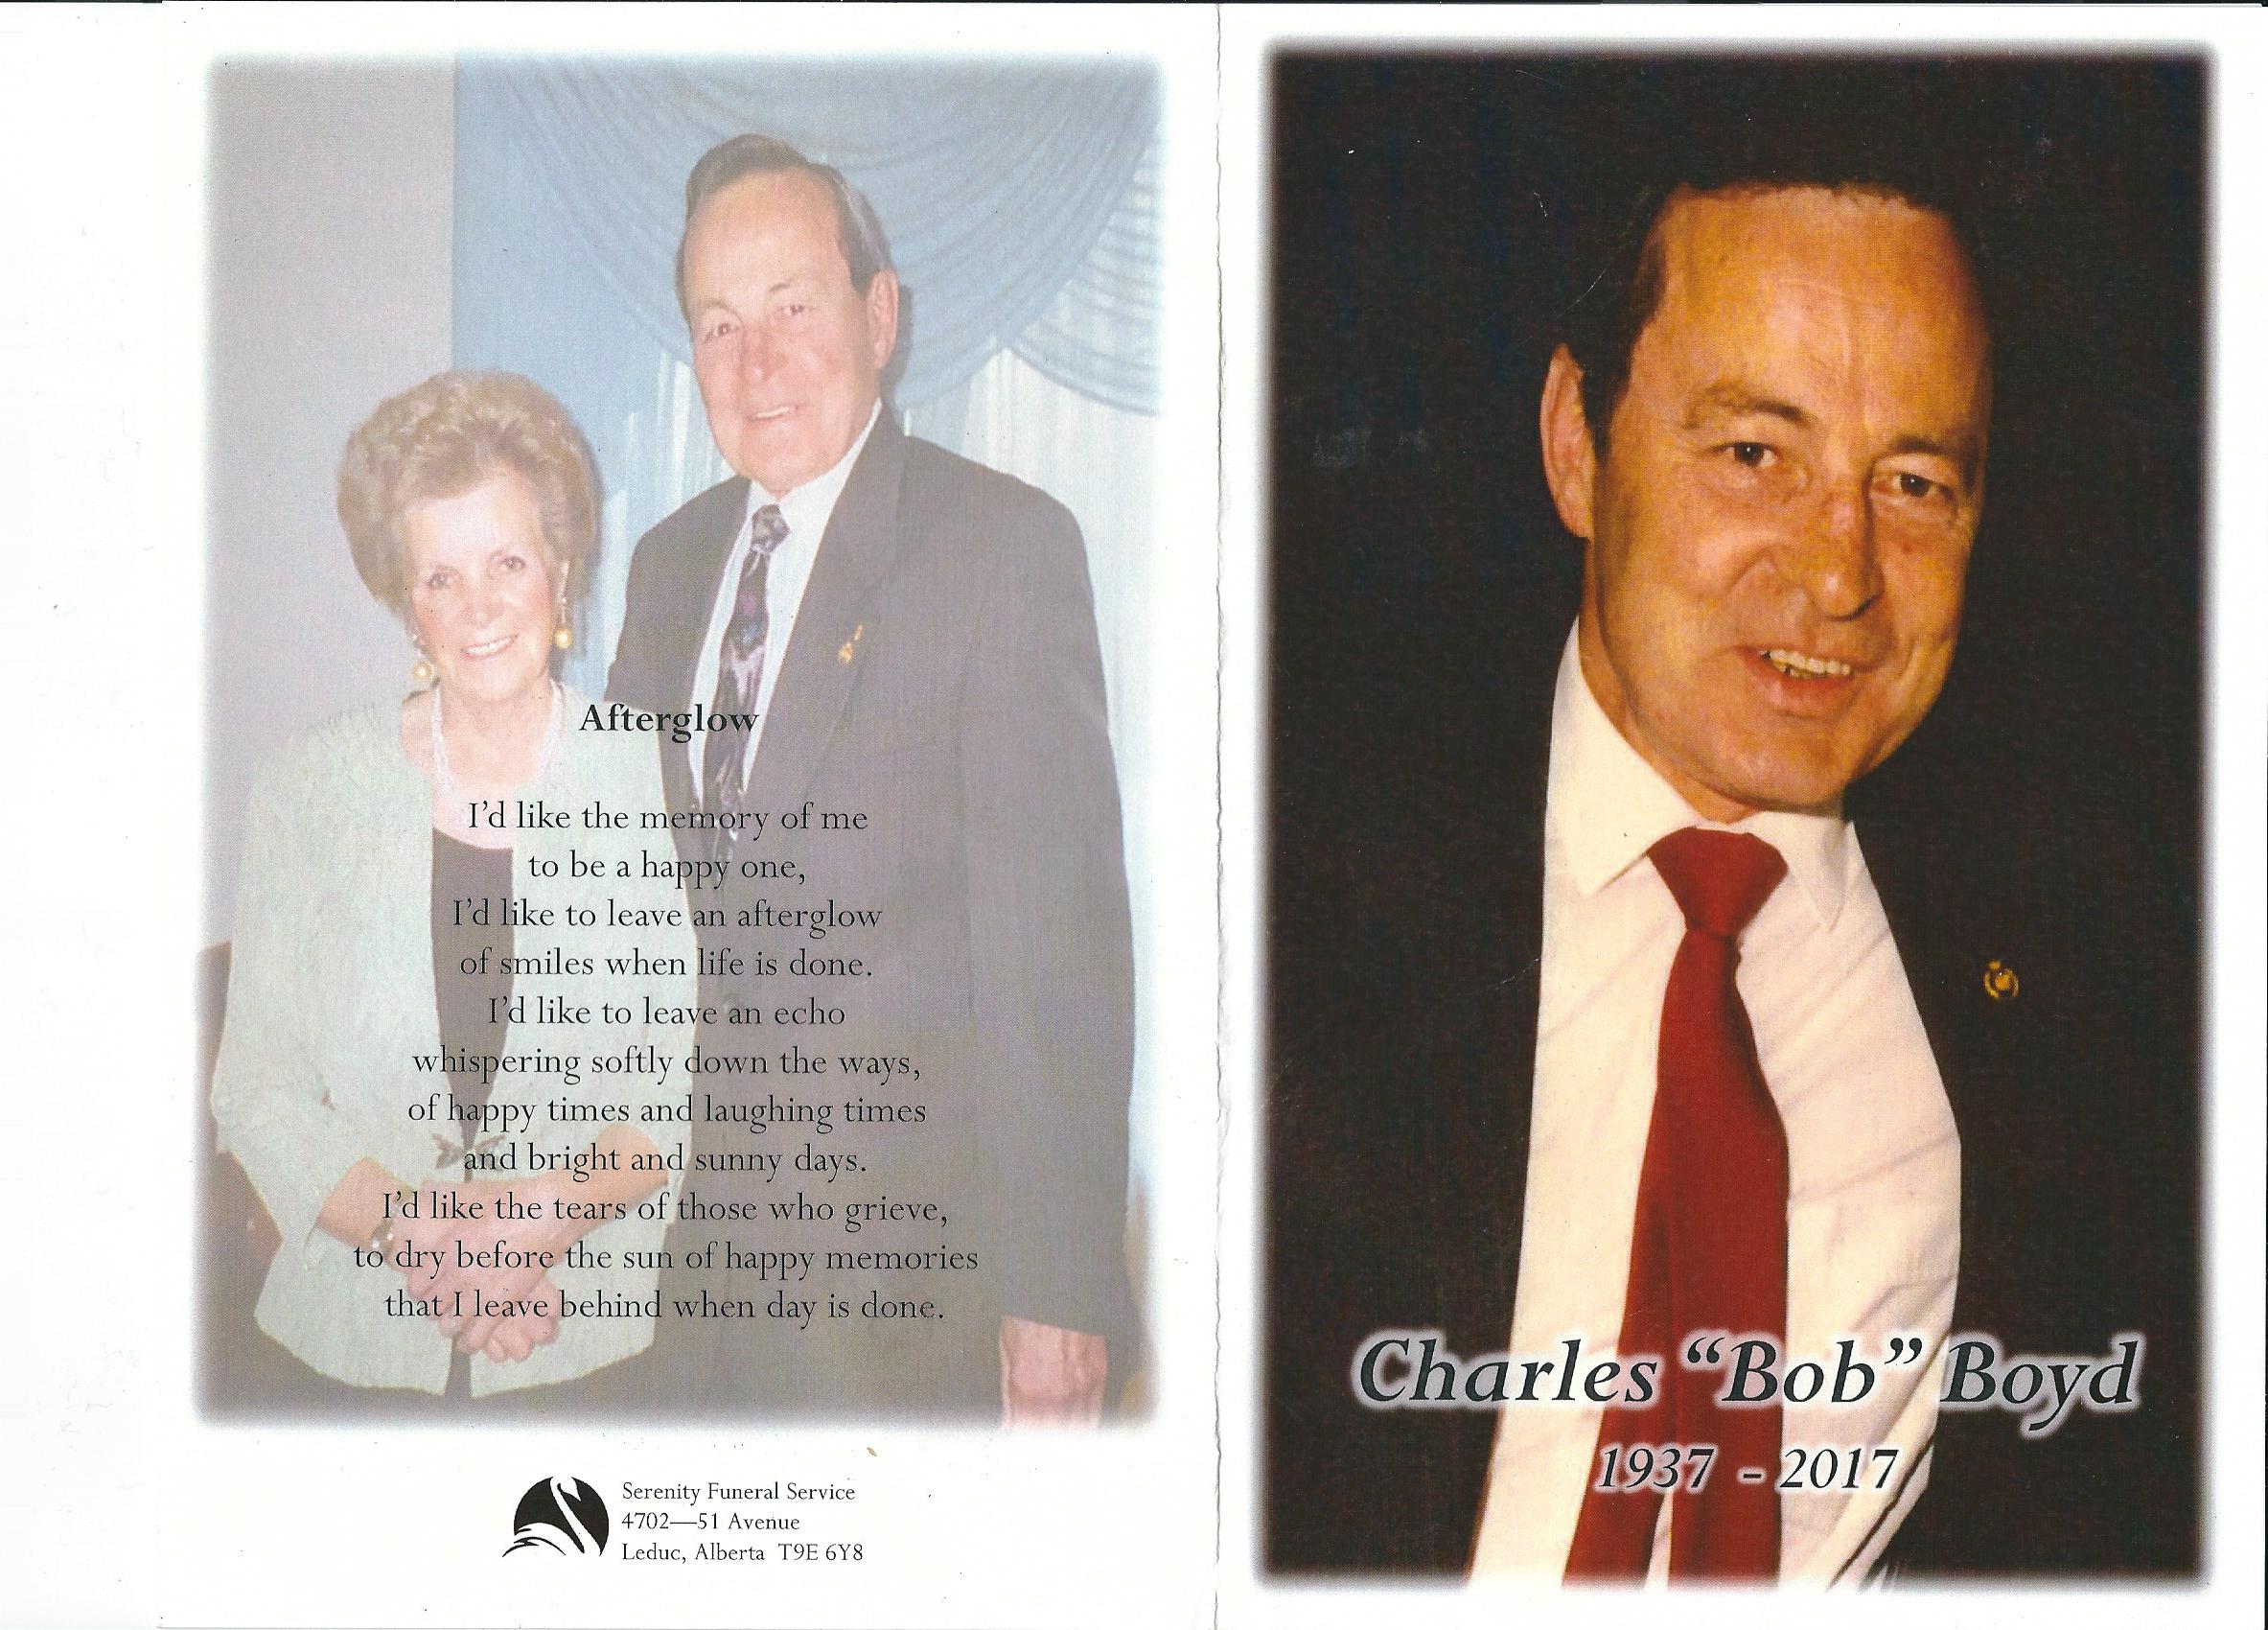 Afterglow
I'd like the memory of me
to be a happy one,
I'd like to leave an afterglow
of smiles when life is done.
I'd like to leave an echo
whispering softly down the ways,
of happy times and laughing times
and bright and sunny days.
I'd like the tears of those who grieve,
to dry before the sun of happy memories
that I leave behind when day is done.
Serenity Funeral Service
4702—51 Avenue
Leduc, Alberta  T9E 6Y8
Charles “Bob” Boyd
1937 - 2017